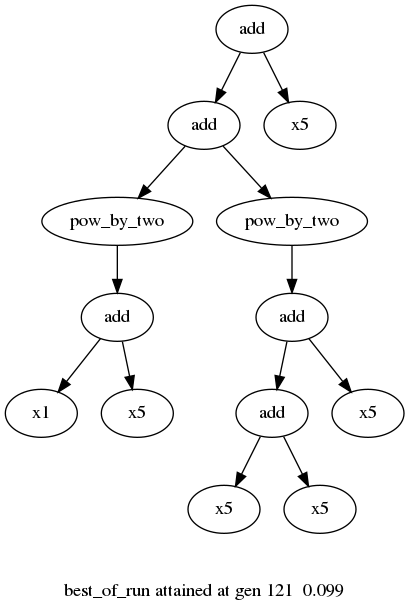 add
add x5
pow_by_two pow_by_two
add add
x1 x5 add x5
x5 x5
best_of_run attained at gen 121 0.099